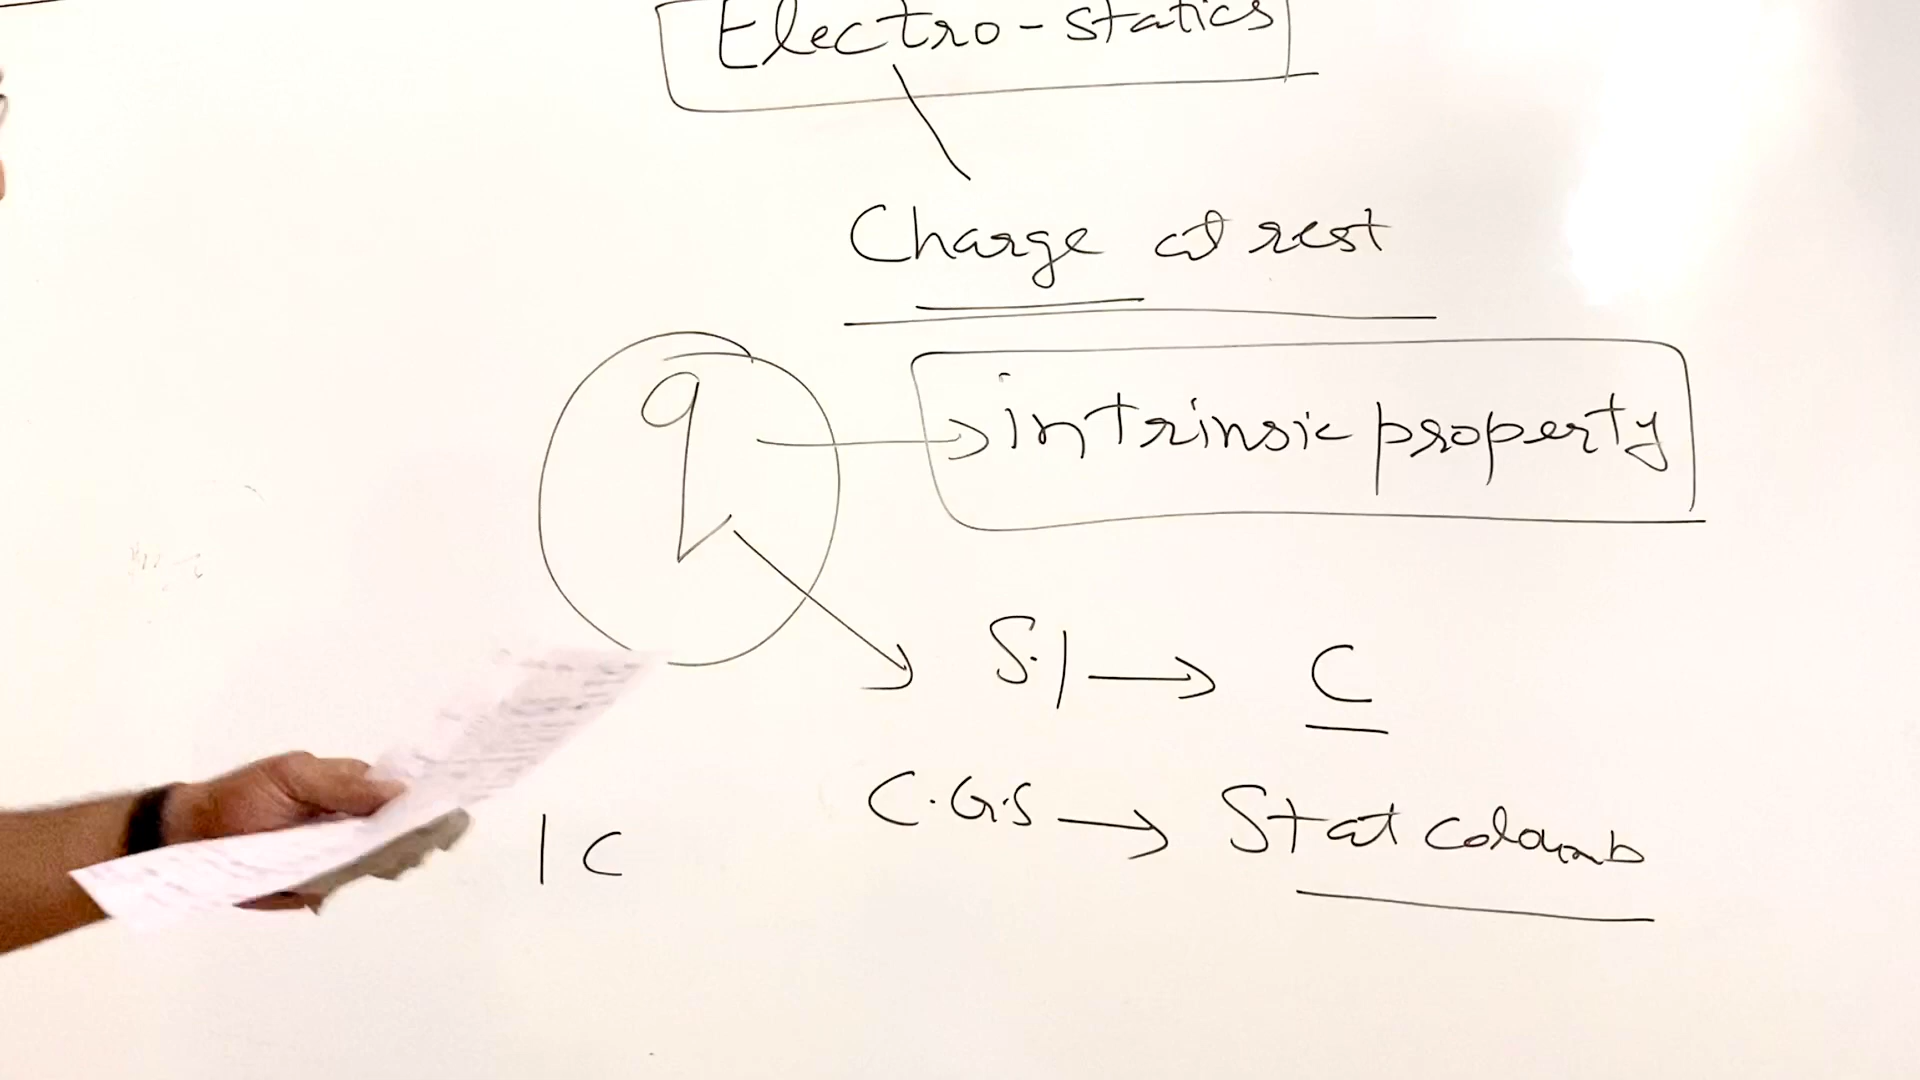 Electro-statics
Charge at rest
q → intrinsic property
S.I → C
C.G.S → Stat coloumb
1 C